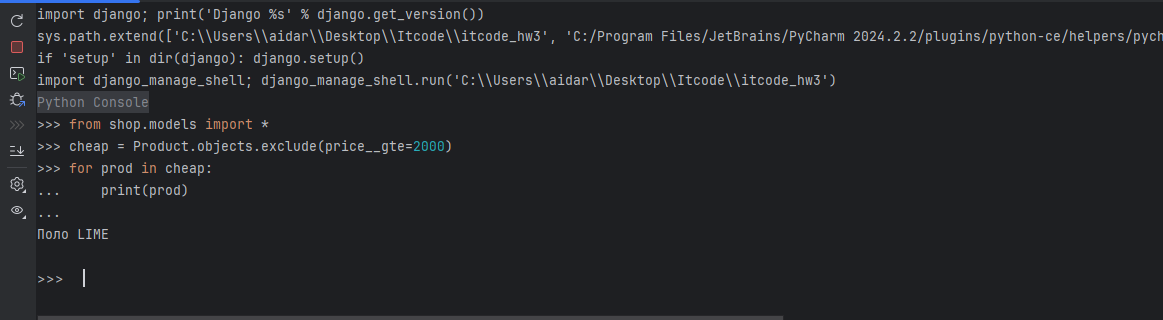 import django; print('Django %s' % django.get_version())
sys.path.extend(['C:\\Users\\aidar\\Desktop\\Itcode\\itcode_hw3', 'C:/Program Files/JetBrains/PyCharm 2024.2.2/plugins/python-ce/helpers/pych
if 'setup' in dir(django): django.setup()
import django_manage_shell; django_manage_shell.run('C:\\Users\\aidar\\Desktop\\Itcode\\itcode_hw3')
Python Console
>>> from shop.models import *
>>> cheap = Product.objects.exclude(price__gte=2000)
>>> for prod in cheap:
...     print(prod)
...
Поло LIME
>>>